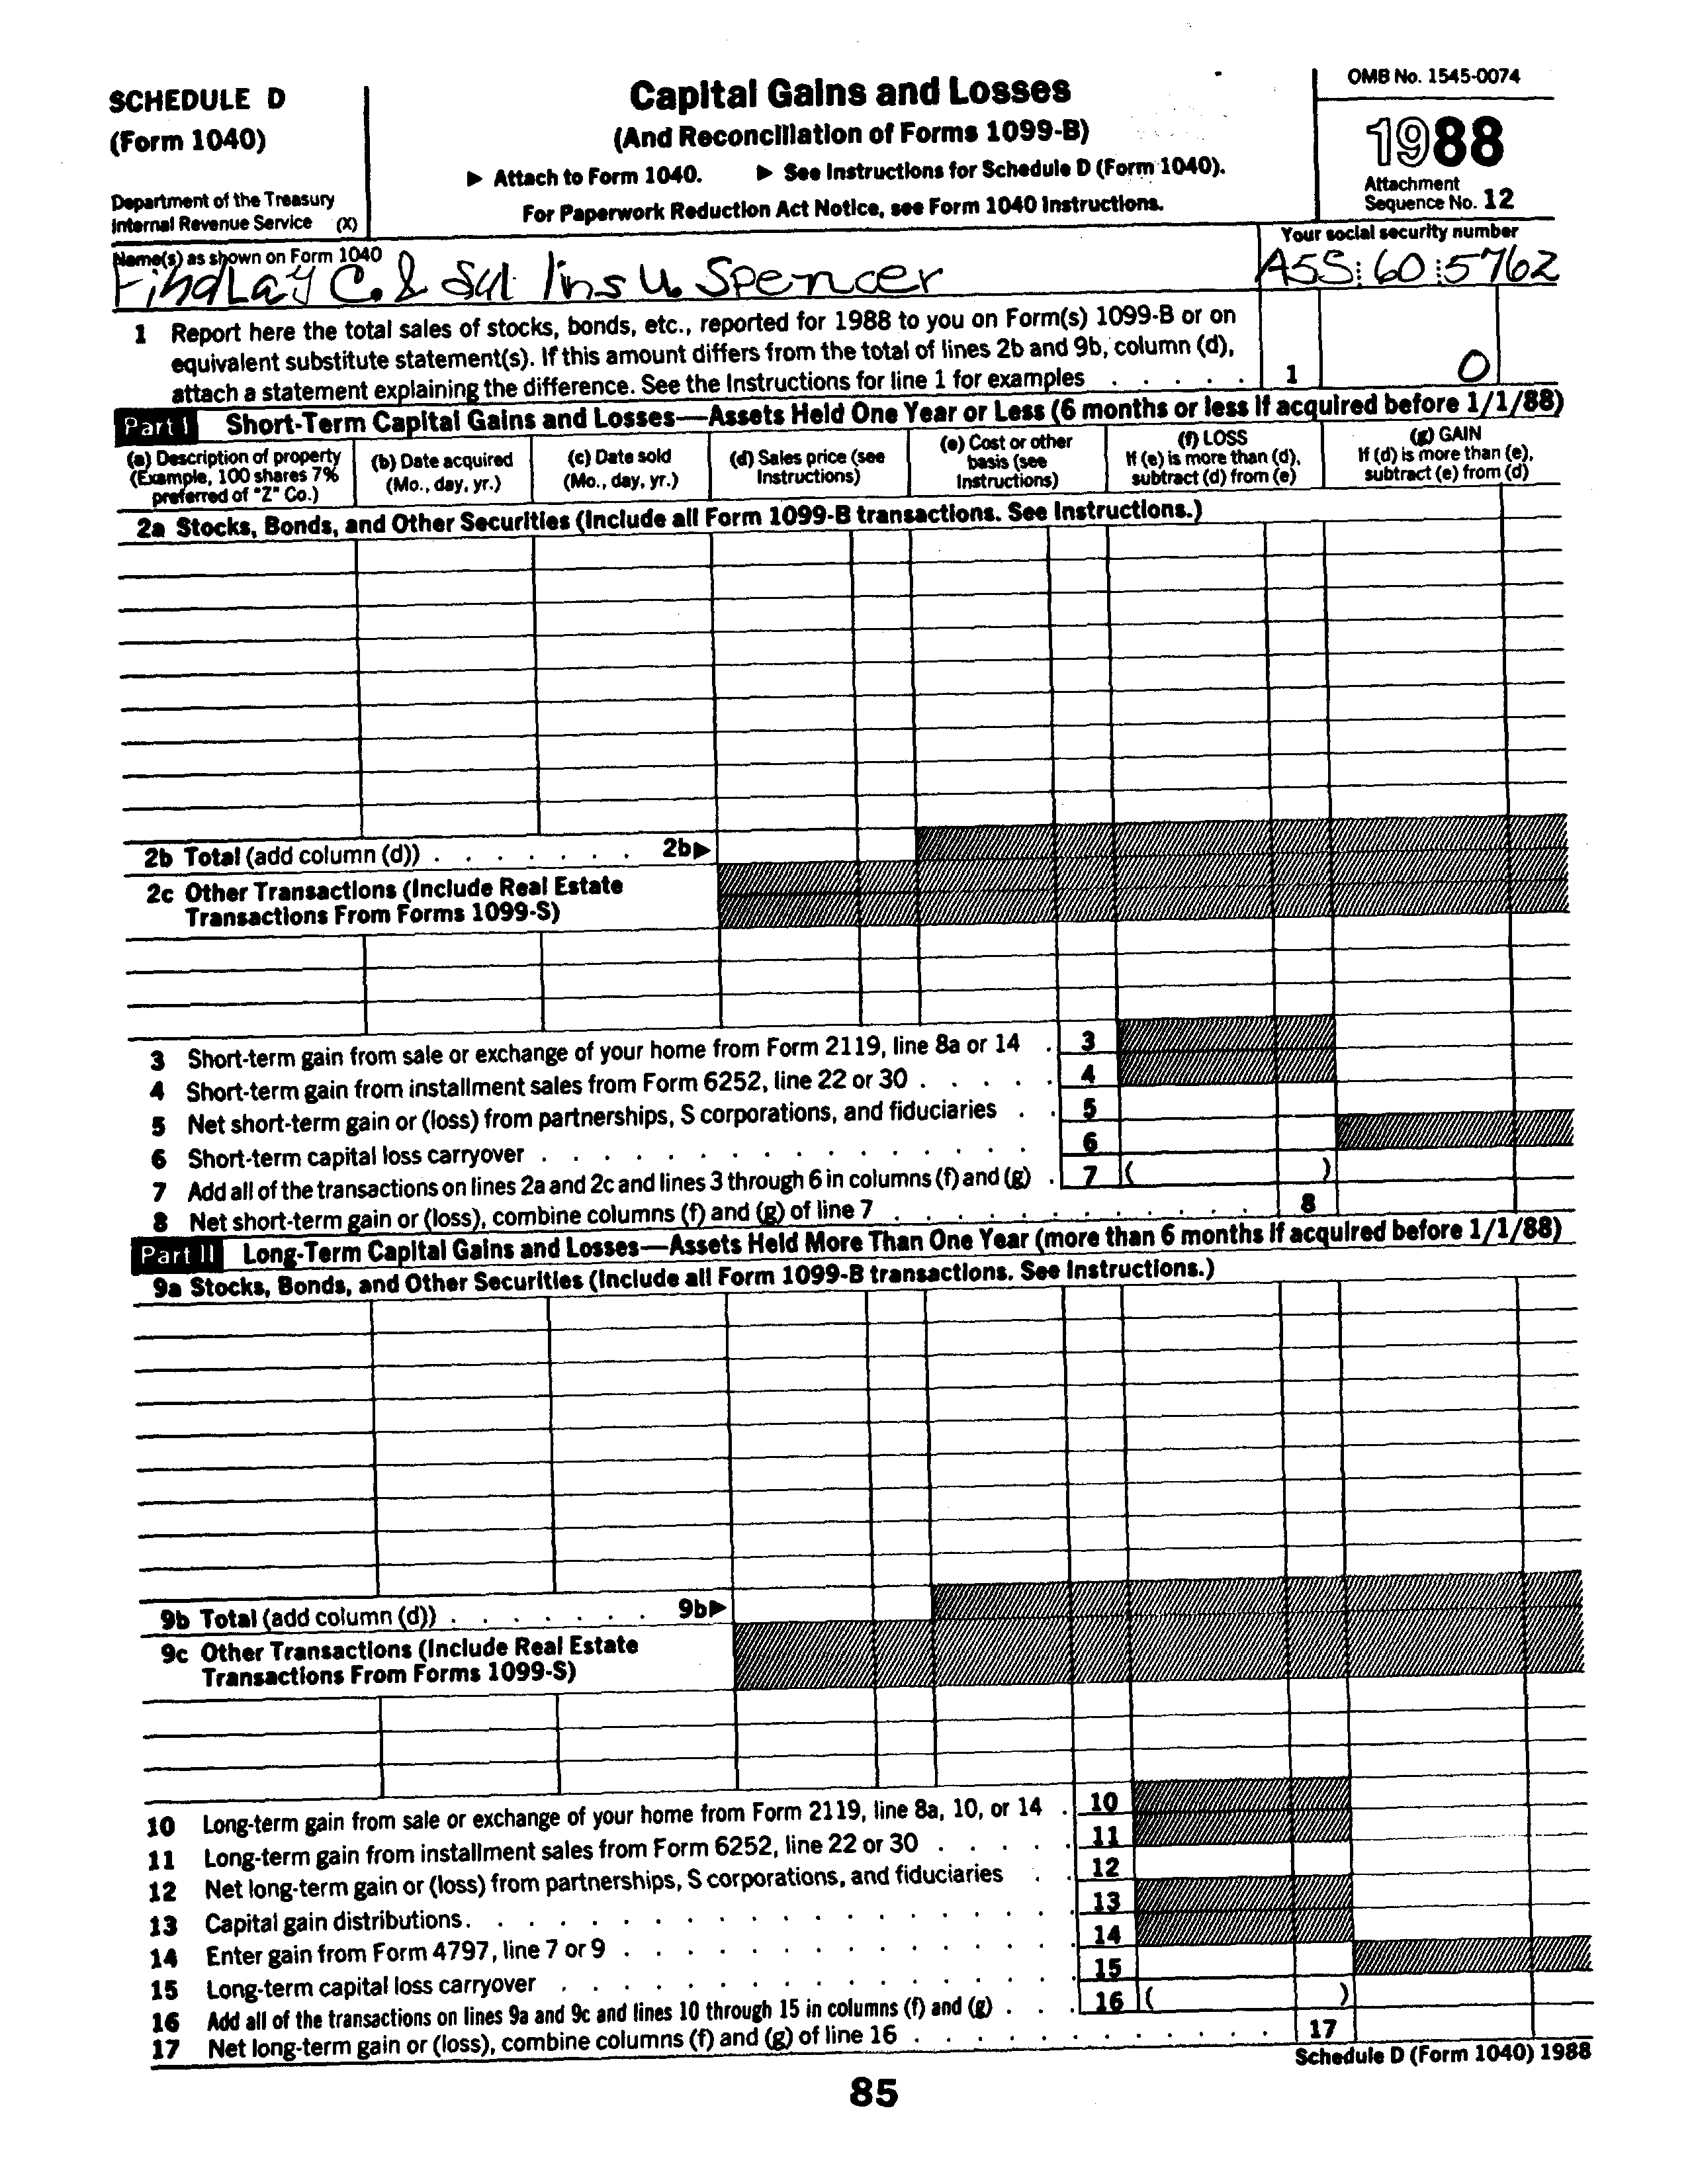 SCHEDULE D
(Form 1040)
Department of the Treasury
Internal Revenue Service (X)
Capital Gains and Losses
(And Reconciliation of Forms 1099-B)
▶ Attach to Form 1040. ▶ See Instructions for Schedule D (Form 1040).
For Paperwork Reduction Act Notice, see Form 1040 Instructions.
OMB No. 1545-0074
1988
Attachment
Sequence No. 12
Name(s) as shown on Form 1040
FindLay C. & Sul lins U. Spencer
Your social security number
A55:60:5762
1 Report here the total sales of stocks, bonds, etc., reported for 1988 to you on Form(s) 1099-B or on
equivalent substitute statement(s). If this amount differs from the total of lines 2b and 9b, column (d),
attach a statement explaining the difference. See the Instructions for line 1 for examples . . . . . 1 0
Part I Short-Term Capital Gains and Losses—Assets Held One Year or Less (6 months or less if acquired before 1/1/88)
(a) Description of property
(Example, 100 shares 7%
preferred of "Z" Co.)
(b) Date acquired
(Mo., day, yr.)
(c) Date sold
(Mo., day, yr.)
(d) Sales price (see
Instructions)
(e) Cost or other
basis (see
Instructions)
(f) LOSS
If (e) is more than (d),
subtract (d) from (e)
(g) GAIN
If (d) is more than (e),
subtract (e) from (d)
2a Stocks, Bonds, and Other Securities (Include all Form 1099-B transactions. See Instructions.)
2b Total (add column (d)) . . . . . . . 2b▶
2c Other Transactions (Include Real Estate
Transactions From Forms 1099-S)
3 Short-term gain from sale or exchange of your home from Form 2119, line 8a or 14 . 3
4 Short-term gain from installment sales from Form 6252, line 22 or 30 . . . . . 4
5 Net short-term gain or (loss) from partnerships, S corporations, and fiduciaries . . 5
6 Short-term capital loss carryover . . . . . . . . . . . . . . . 6
7 Add all of the transactions on lines 2a and 2c and lines 3 through 6 in columns (f) and (g) . 7 ( )
8 Net short-term gain or (loss), combine columns (f) and (g) of line 7 . . . . . . . . . . . . 8
Part II Long-Term Capital Gains and Losses—Assets Held More Than One Year (more than 6 months if acquired before 1/1/88)
9a Stocks, Bonds, and Other Securities (Include all Form 1099-B transactions. See Instructions.)
9b Total (add column (d)) . . . . . . . 9b▶
9c Other Transactions (Include Real Estate
Transactions From Forms 1099-S)
10 Long-term gain from sale or exchange of your home from Form 2119, line 8a, 10, or 14 . 10
11 Long-term gain from installment sales from Form 6252, line 22 or 30 . . . . . 11
12 Net long-term gain or (loss) from partnerships, S corporations, and fiduciaries . . 12
13 Capital gain distributions. . . . . . . . . . . . . . . . . . . . 13
14 Enter gain from Form 4797, line 7 or 9 . . . . . . . . . . . . . 14
15 Long-term capital loss carryover . . . . . . . . . . . . . . . 15
16 Add all of the transactions on lines 9a and 9c and lines 10 through 15 in columns (f) and (g) . . . 16 ( )
17 Net long-term gain or (loss), combine columns (f) and (g) of line 16 . . . . . . . . . . . . 17
Schedule D (Form 1040) 1988
85